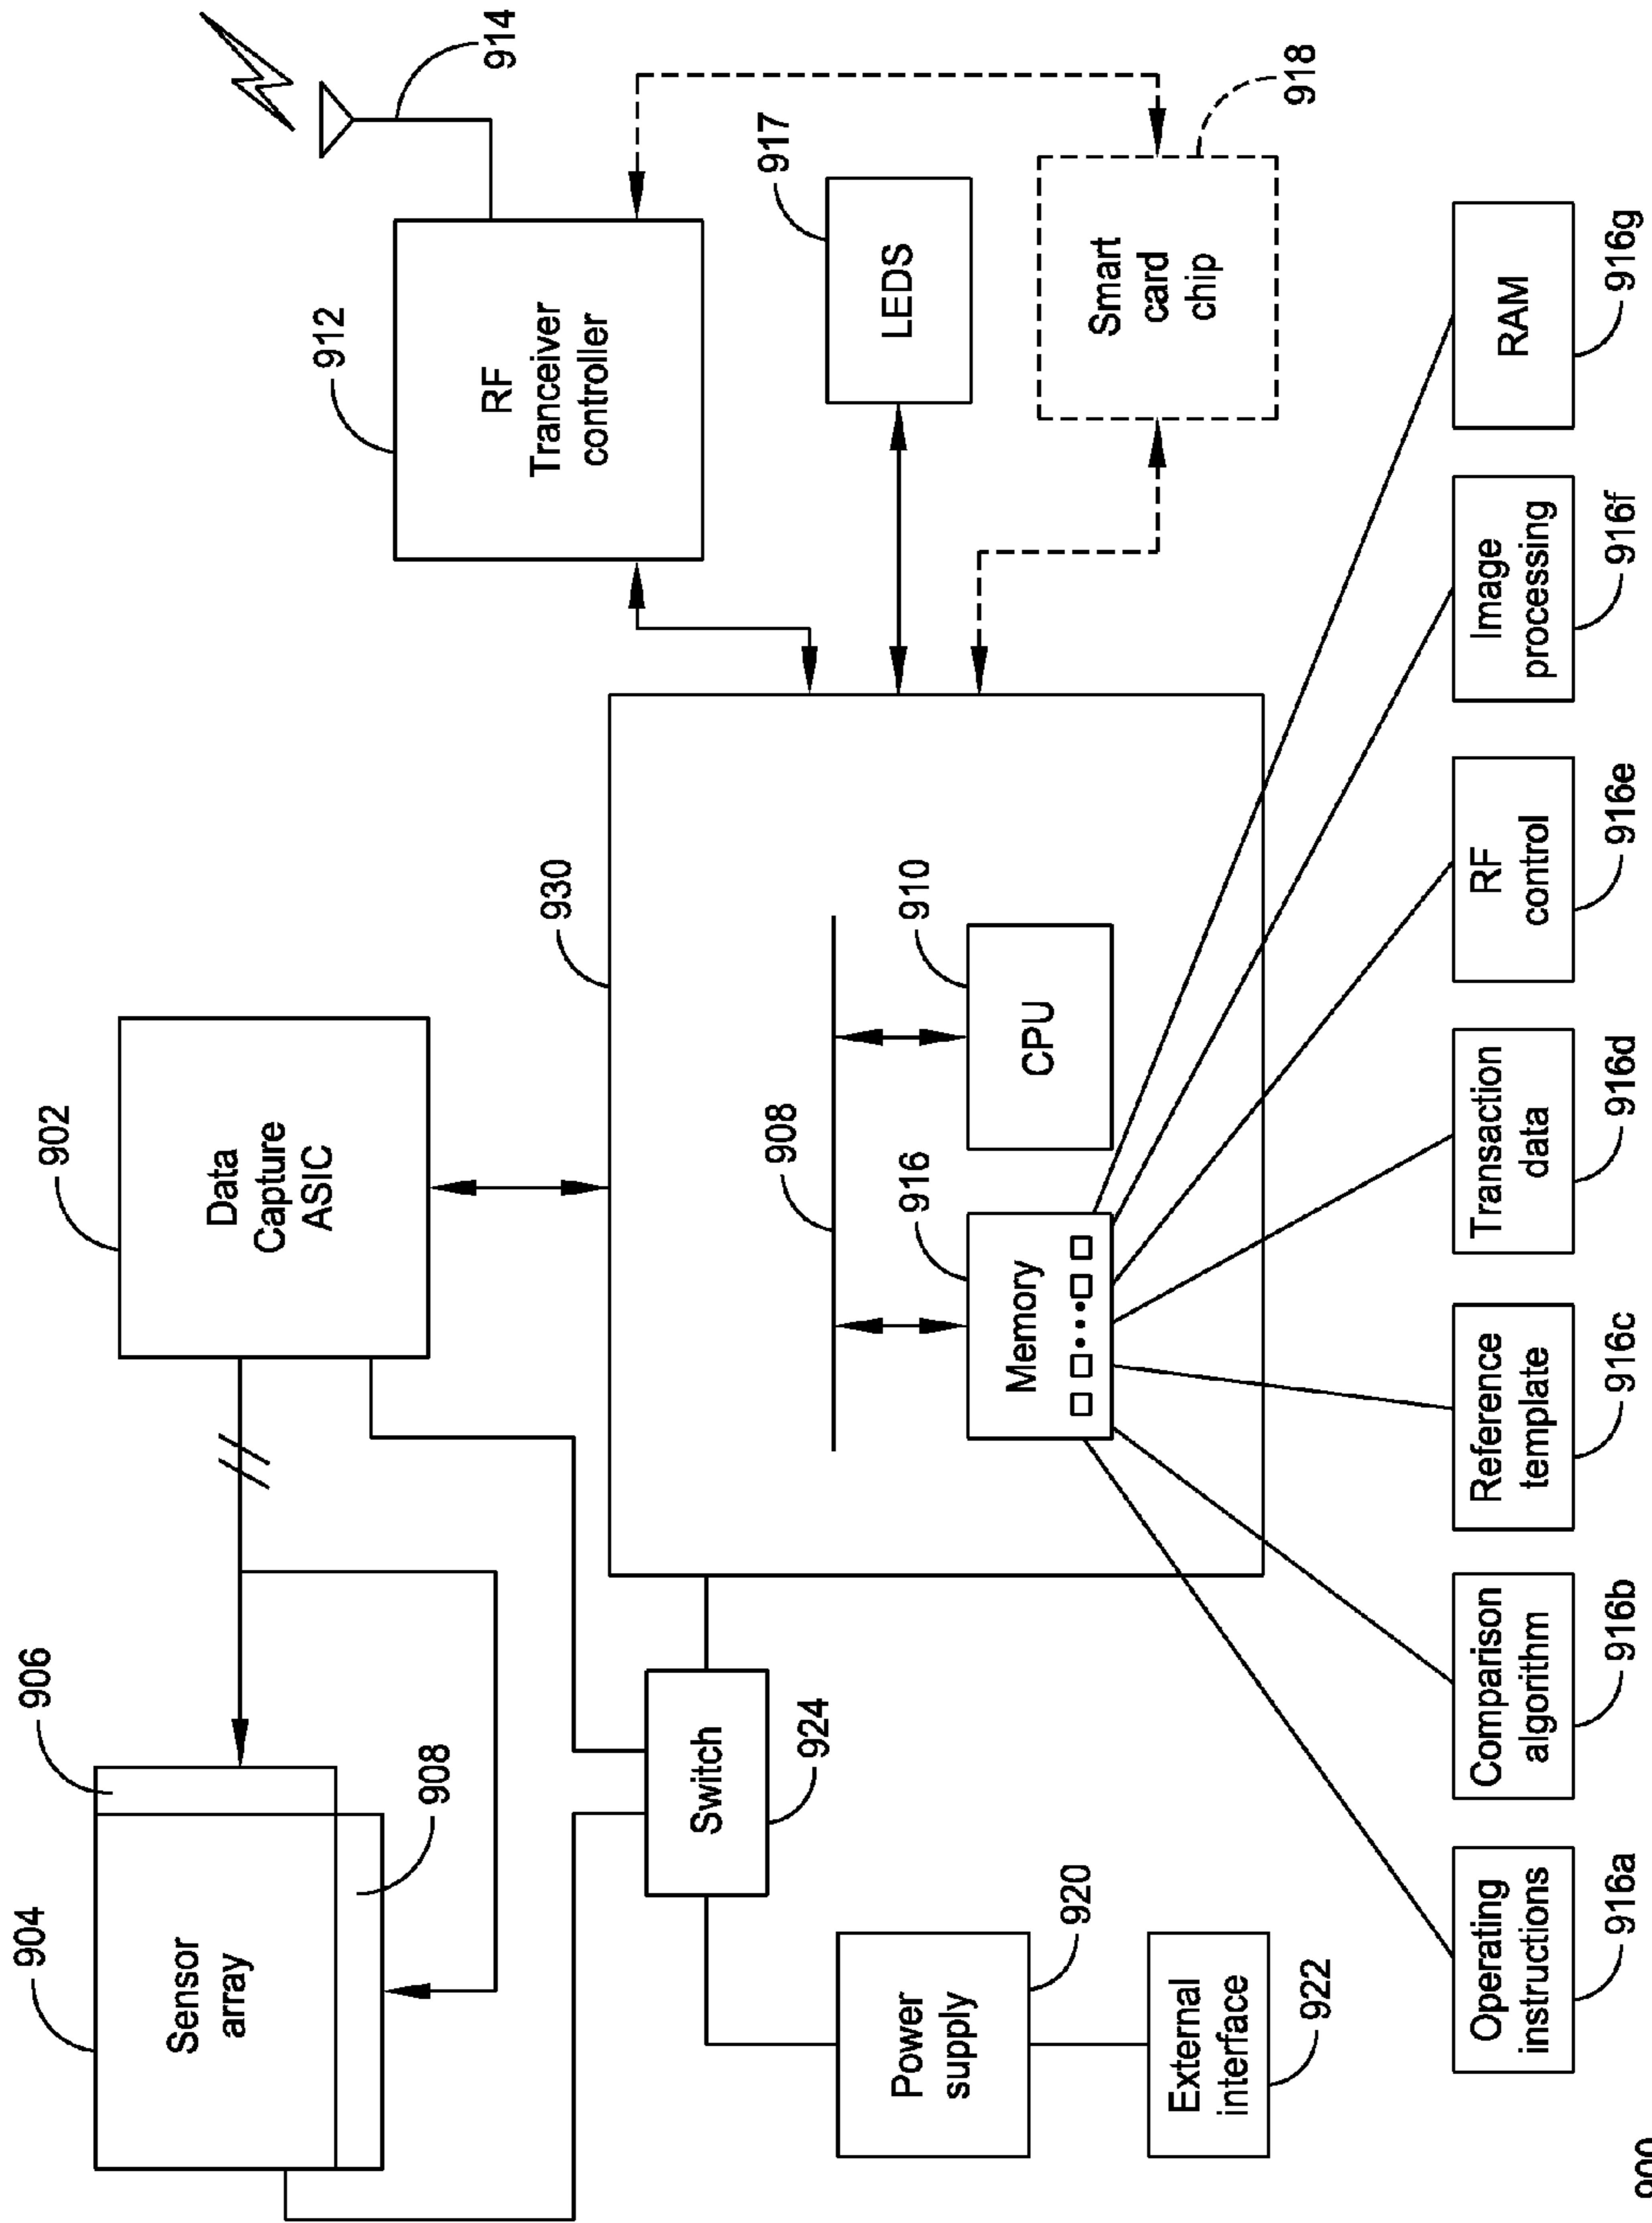 904
906
902
914
Sensor
array
908
Data
Capture
ASIC
912
RF
Tranceiver
controller
930
924
Switch
917
LEDS
908
916
Memory
910
CPU
918
Smart
card
chip
Power
supply
920
External
interface
922
Operating
instructions
916a
Comparison
algorithm
916b
Reference
template
916c
Transaction
data
916d
RF
control
916e
Image
processing
916f
RAM
916g
900